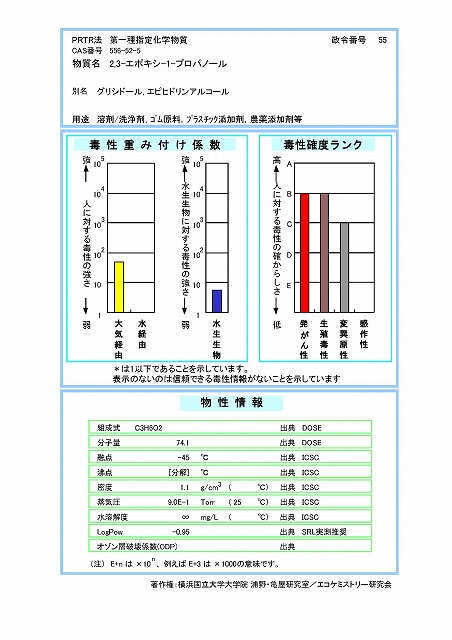 PRTR法 第一種指定化学物質 政令番号 55
CAS番号 556-52-5
物質名 2,3-エポキシ-1-プロパノール
別名 グリシドール, エピヒドリンアルコール
用途 溶剤/洗浄剤, ゴム原料, プラスチック添加剤, 農薬添加剤等
毒性重み付け係数
強 ← 人に対する毒性の強さ → 弱
10^5
10^4
10^3
10^2
10
1
大気経由
水経由
強 ← 水生生物に対する毒性の強さ → 弱
10^5
10^4
10^3
10^2
10
1
水生生物
毒性確度ランク
高 ← 人に対する毒性の確からしさ → 低
A
B
C
D
E
発がん性
生殖毒性
変異原性
感作性
*は1以下であることを示しています。
表示のないのは信頼できる毒性情報がないことを示しています
物性情報
組成式 C3H6O2 出典 DOSE
分子量 74.1 出典 DOSE
融点 -45 ℃ 出典 ICSC
沸点 [分解] ℃ 出典 ICSC
密度 1.1 g/cm3 ( ℃) 出典 ICSC
蒸気圧 9.0E-1 Torr ( 25 ℃) 出典 ICSC
水溶解度 ∞ mg/L ( ℃) 出典 ICSC
LogPow -0.95 出典 SRL実測推奨
オゾン層破壊係数(ODP) 出典
(注) E+n は ×10^n、例えば E+3 は ×1000の意味です。
著作権:横浜国立大学大学院 浦野・亀屋研究室/エコケミストリー研究会